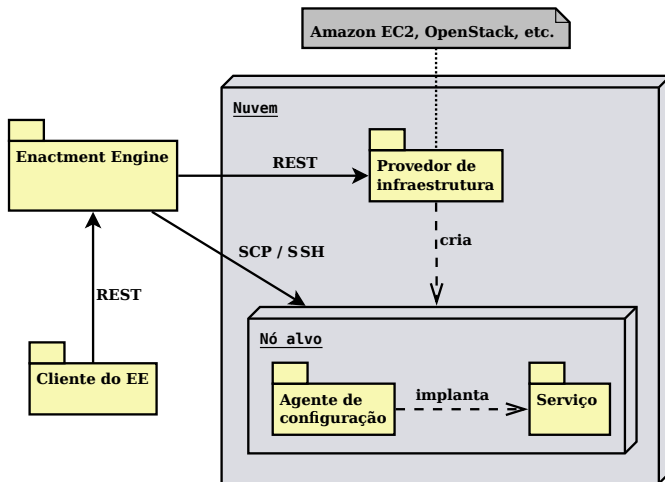 Amazon EC2, OpenStack, etc.
Nuvem
Enactment Engine
REST
Provedor de
infraestrutura
SCP / SSH
cria
REST
Nó alvo
Cliente do EE
Agente de
configuração
implanta
Serviço